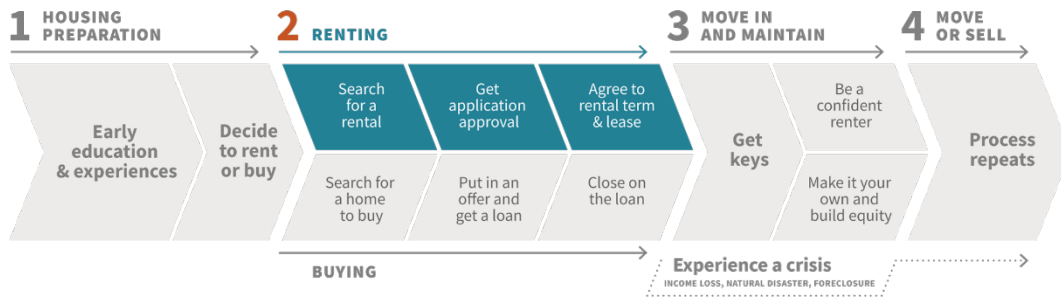 1 HOUSING
PREPARATION
2 RENTING
3 MOVE IN
AND MAINTAIN
4 MOVE
OR SELL
Early
education
& experiences
Decide
to rent
or buy
Search
for a
rental
Get
application
approval
Agree to
rental term
& lease
Search for
a home
to buy
Put in an
offer and
get a loan
Close on
the loan
Get
keys
Be a
confident
renter
Make it your
own and
build equity
Process
repeats
BUYING
Experience a crisis
INCOME LOSS, NATURAL DISASTER, FORECLOSURE